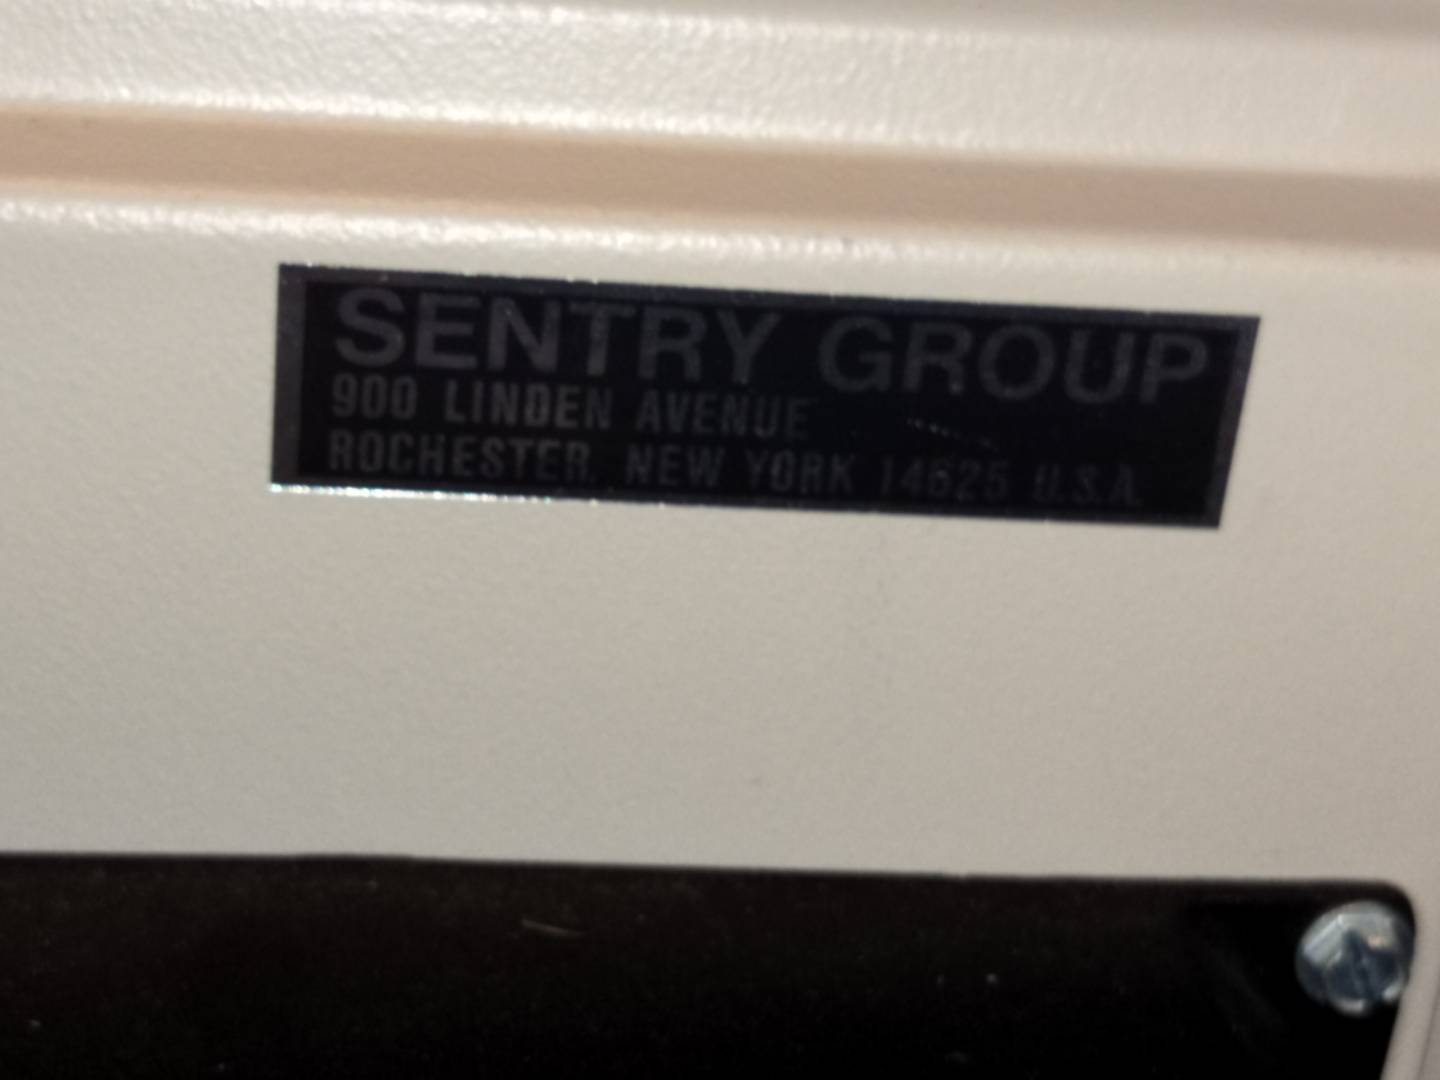 SENTRY GROUP
900 LINDEN AVENUE
ROCHESTER, NEW YORK 14625 U.S.A.